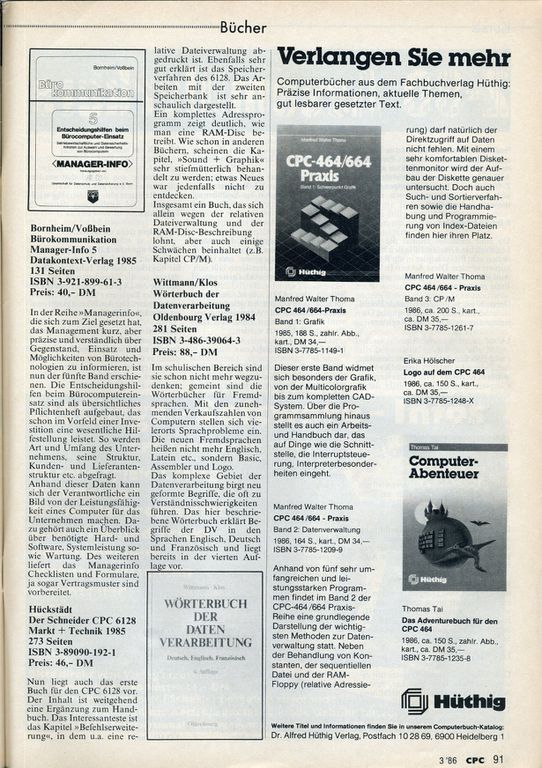 Bücher
Bornheim/Voßbein
Büro
kommunikation
5
Entscheidungshilfen beim
Bürocomputer-Einsatz
MANAGER-INFO
Bornheim/Voßbein
Bürokommunikation
Manager-Info 5
Datakontext-Verlag 1985
131 Seiten
ISBN 3-921-899-61-3
Preis: 40,– DM
In der Reihe »Managerinfo«,
die sich zum Ziel gesetzt hat,
das Management kurz, aber
präzise und verständlich über
Gegenstand, Einsatz und
Möglichkeiten von Bürotech-
nologien zu informieren, ist
nun der fünfte Band erschie-
nen. Die Entscheidungshil-
fen beim Bürocomputerein-
satz sind als übersichtliches
Pflichtenheft aufgebaut, das
schon im Vorfeld einer Inve-
stition eine wesentliche Hil-
festellung leistet. So werden
Art und Umfang des Unter-
nehmens, seine Struktur,
Kunden- und Lieferanten-
struktur etc. abgefragt.
Anhand dieser Daten kann
sich der Verantwortliche ein
Bild von der Leistungsfähig-
keit eines Computer für das
Unternehmen machen. Da-
zu gehört auch ein Überblick
über benötigte Hard- und
Software, Systemleistung so-
wie Wartung. Des weiteren
liefert das Managerinfo
Checklisten und Formulare,
ja sogar Vertragsmuster sind
vorbereitet.
Hückstädt
Der Schneider CPC 6128
Markt + Technik 1985
273 Seiten
ISBN 3-89090-192-1
Preis: 46,– DM
Nun liegt auch das erste
Buch für den CPC 6128 vor.
Der Inhalt ist weitgehend
eine Ergänzung zum Hand-
buch. Das Interessanteste ist
das Kapitel »Befehlserweite-
rung«, in dem u.a. eine re-
lative Dateiverwaltung ab-
gedruckt ist. Ebenfalls sehr
gut erklärt ist das Speicher-
verfahren des 6128. Das Ar-
beiten mit der zweiten
Speicherbank ist sehr an-
schaulich dargestellt.
Ein komplettes Adresspro-
gramm zeigt deutlich, wie
man eine RAM-Disc be-
treibt. Wie schon in anderen
Büchern, scheinen die Ka-
pitel, »Sound + Graphik«
sehr stiefmütterlich behan-
delt zu werden; etwas Neues
war jedenfalls nicht zu
entdecken.
Insgesamt ein Buch, das sich
allein wegen der relativen
Dateiverwaltung und der
RAM-Disc-Beschreibung
lohnt, aber auch einige
Schwächen beinhaltet (z.B.
Kapitel CP/M).
Wittmann/Klos
Wörterbuch der
Datenverarbeitung
Oldenbourg Verlag 1984
281 Seiten
ISBN 3-486-39064-3
Preis: 88,– DM
Im schulischen Bereich sind
sie schon nicht mehr wegzu-
denken; gemeint sind die
Wörterbücher für Fremd-
sprachen. Mit den zuneh-
menden Verkaufszahlen von
Computern stellen sich vie-
lerorts Sprachprobleme ein.
Die neuen Fremdsprachen
heißen nicht mehr Englisch,
Latein etc., sondern Basic,
Assembler und Logo.
Das komplexe Gebiet der
Datenverarbeitung birgt neu
geformte Begriffe, die oft zu
Verständnisschwierigkeiten
führen. Das hier beschrie-
bene Wörterbuch erklärt Be-
griffe der DV in den
Sprachen Englisch, Deutsch
und Französisch und liegt
bereits in der vierten Auf-
lage vor.
Wittmann · Klos
WÖRTERBUCH
DER
DATEN
VERARBEITUNG
Deutsch, Englisch, Französisch
4. Auflage
Oldenbourg
Verlangen Sie mehr
Computerbücher aus dem Fachbuchverlag Hüthig:
Präzise Informationen, aktuelle Themen,
gut lesbarer gesetzter Text.
Manfred Walter Thoma
CPC-464/664
Praxis
Band 1: Schwerpunkt Grafik
Hüthig
Manfred Walter Thoma
CPC 464/664-Praxis
Band 1: Grafik
1985, 188 S., zahlr. Abb.,
kart., DM 34,—
ISBN 3-7785-1149-1
Dieser erste Band widmet
sich besonders der Grafik,
von der Multicolorgrafik
bis zum kompletten CAD-
System. Über die Pro-
grammsammlung hinaus
stellt es auch ein Arbeits-
und Handbuch dar, das
auf Dinge wie die Schnitt-
stelle, die Interruptsteue-
rung, Interpreterbesonder-
heiten eingeht.
Manfred Walter Thoma
CPC 464 /664 - Praxis
Band 2: Datenverwaltung
1986, 164 S., kart., DM 34,—
ISBN 3-7785-1209-9
Anhand von fünf sehr um-
fangreichen und lei-
stungsstarken Program-
men findet im Band 2 der
CPC-464 /664 Praxis-
Reihe eine grundlegende
Darstellung der wichtig-
sten Methoden zur Daten-
verwaltung statt. Neben
der Behandlung von Kon-
stanten, der sequentiellen
Datei und der RAM-
Floppy (relative Adressie-
rung) darf natürlich der
Direktzugriff auf Daten
nicht fehlen. Mit einem
sehr komfortablen Disket-
tenmonitor wird der Auf-
bau der Diskette genauer
untersucht. Doch auch
Such- und Sortierverfah-
ren sowie die Handha-
bung und Programmie-
rung von Index-Dateien
finden hier ihren Platz.
Manfred Walter Thoma
CPC 464 /664 - Praxis
Band 3: CP /M
1986, ca. 200 S., kart.,
ca. DM 35,—
ISBN 3-7785-1261-7
Erika Hölscher
Logo auf dem CPC 464
1986, ca. 150 S., kart.,
ca. DM 35,—
ISBN 3-7785-1248-X
Thomas Tai
Computer-
Abenteuer
Hüthig
Thomas Tai
Das Adventurebuch für den
CPC 464
1986, ca. 150 S., zahlr. Abb.,
kart., ca. DM 35,—
ISBN 3-7785-1235-8
Hüthig
Weitere Titel und Informationen finden Sie in unserem Computerbuch-Katalog:
Dr. Alfred Hüthig Verlag, Postfach 10 28 69, 6900 Heidelberg 1
3 '86 CPC 91